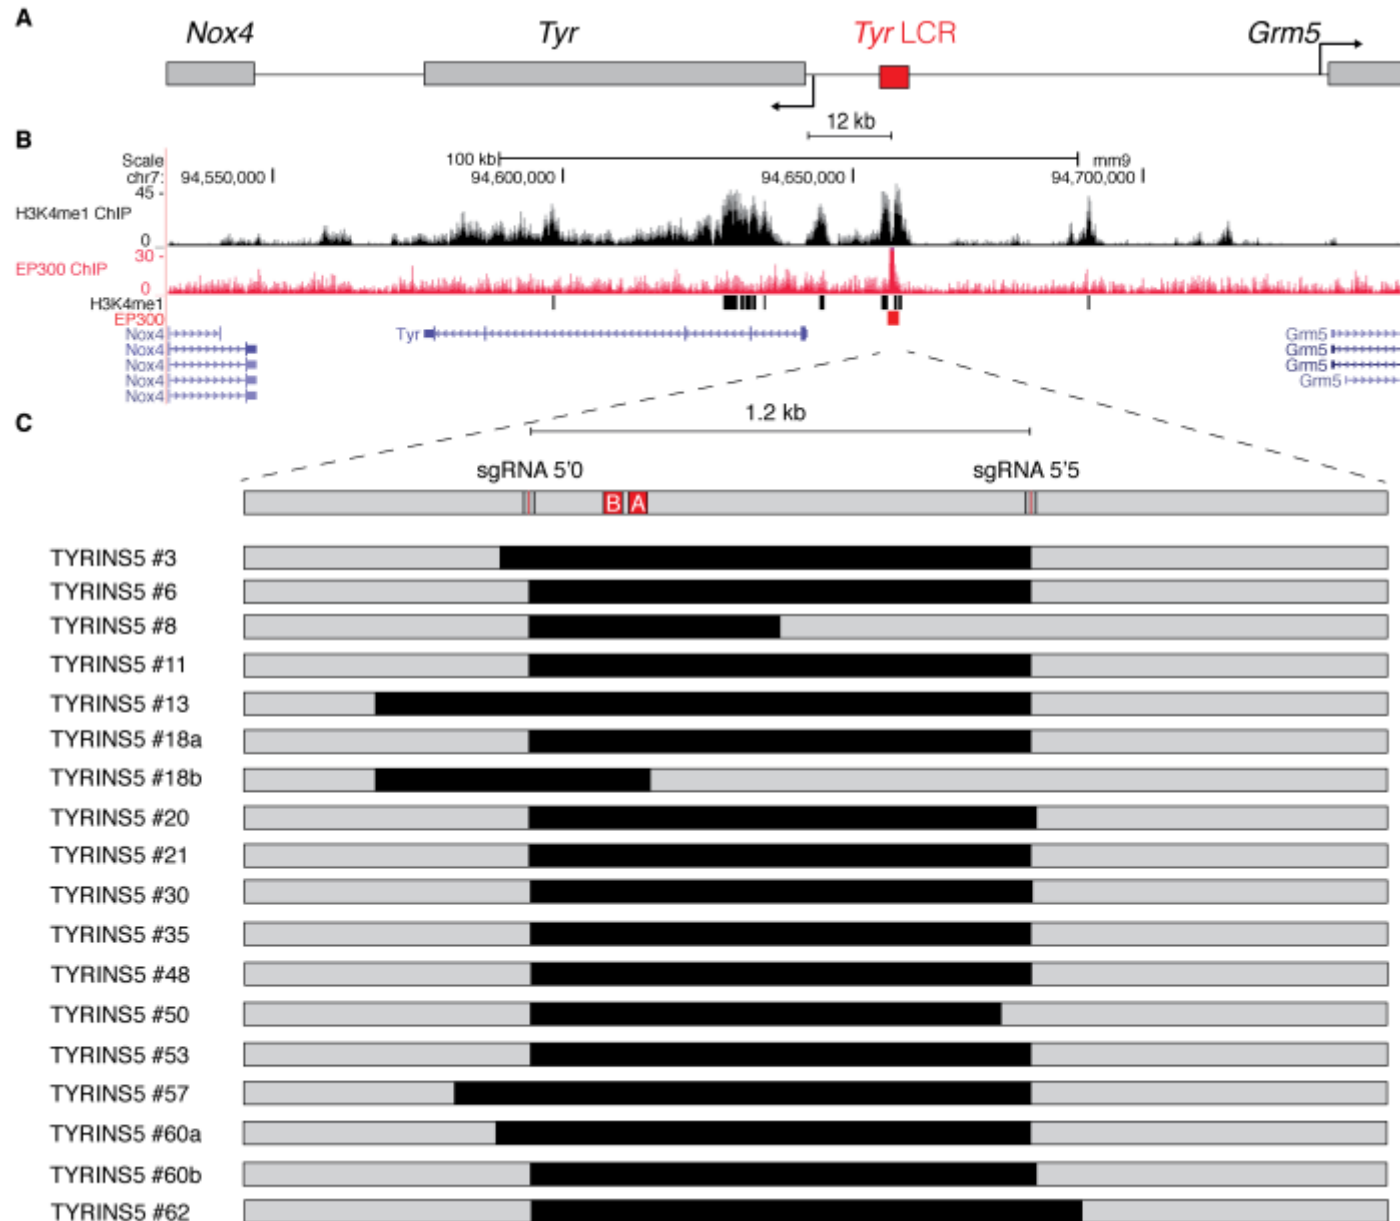 A
Nox4 Tyr Tyr LCR Grm5
12 kb
B
Scale 100 kb mm9
chr7: 94,550,000 94,600,000 94,650,000 94,700,000
45 -
H3K4me1 ChIP
0
30 -
EP300 ChIP
0
H3K4me1
EP300
Nox4 Tyr Grm5
Nox4 Grm5
Nox4 Grm5
Nox4 Grm5
Nox4
C
1.2 kb
sgRNA 5'0 sgRNA 5'5
B A
TYRINS5 #3
TYRINS5 #6
TYRINS5 #8
TYRINS5 #11
TYRINS5 #13
TYRINS5 #18a
TYRINS5 #18b
TYRINS5 #20
TYRINS5 #21
TYRINS5 #30
TYRINS5 #35
TYRINS5 #48
TYRINS5 #50
TYRINS5 #53
TYRINS5 #57
TYRINS5 #60a
TYRINS5 #60b
TYRINS5 #62